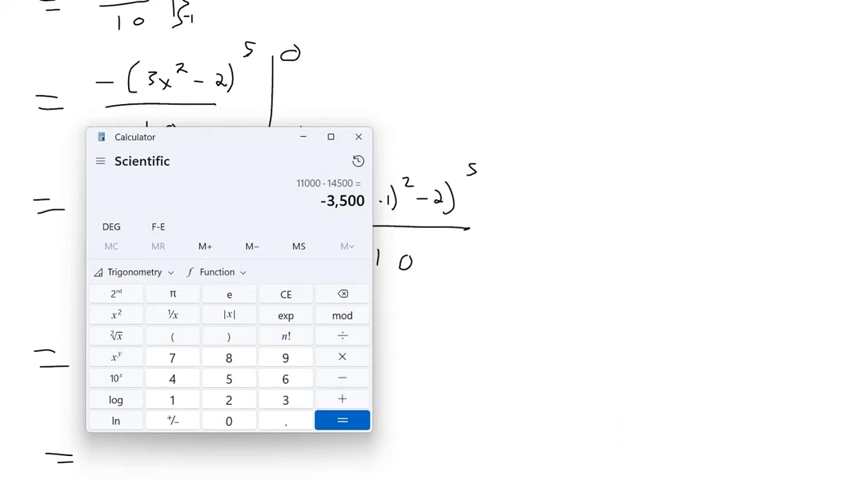 =
10 |-1
= -(3x² - 2)⁵ |0
Calculator
Scientific
11000 - 14500 =
-3,500
DEG F-E
MC MR M+ M− MS M˅
Trigonometry Function
2ⁿᵈ π e CE
x² ¹/x |x| exp mod
²√x ( ) n! ÷
xʸ 7 8 9 ×
10ˣ 4 5 6 −
log 1 2 3 +
ln +/− 0 . =
= 1)² - 2)⁵
10
=
=